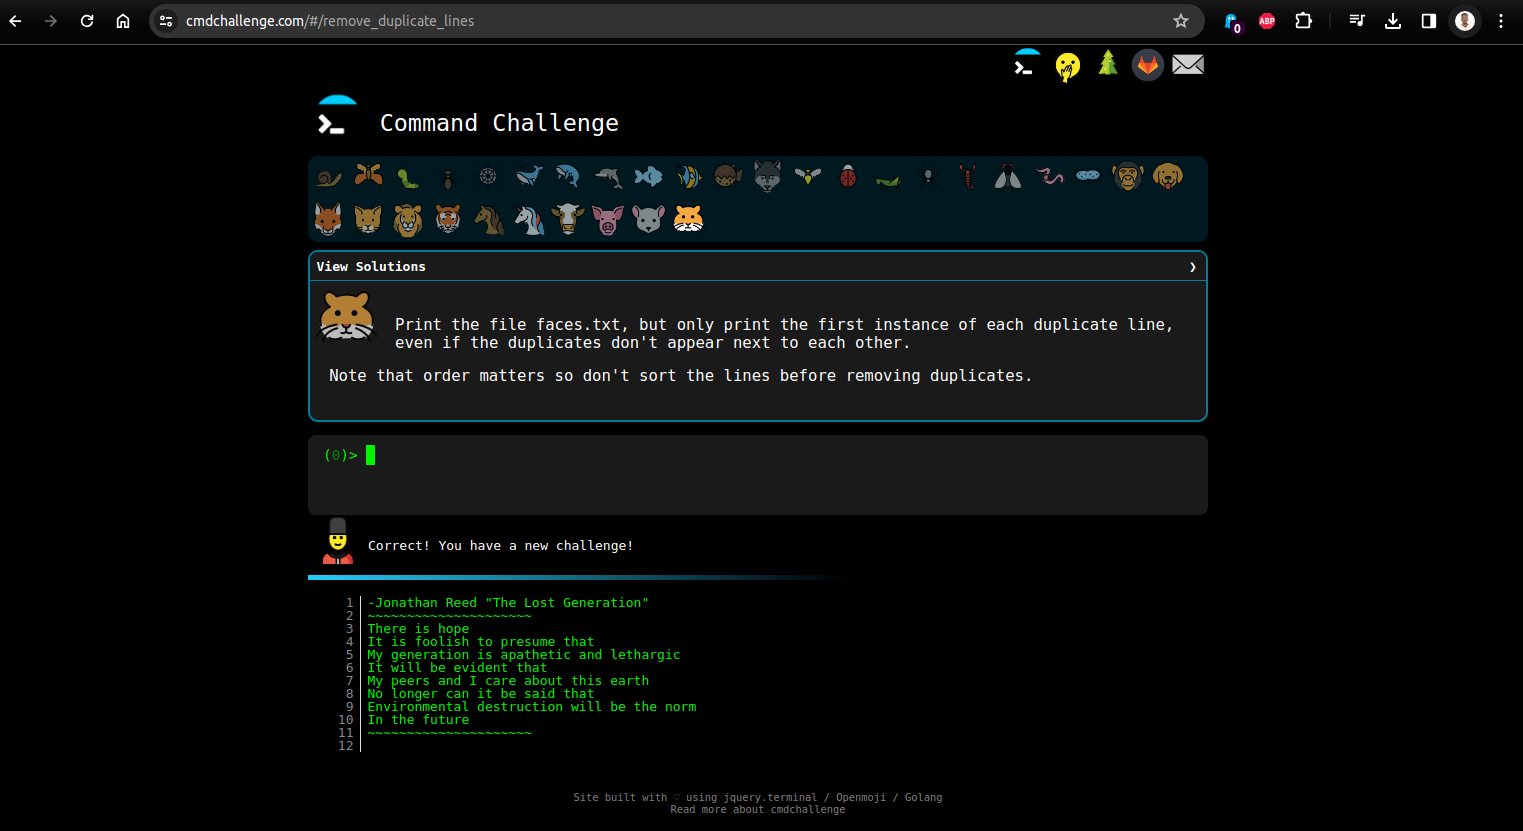 cmdchallenge.com/#/remove_duplicate_lines
ABP
0
Command Challenge
View Solutions ❯
Print the file faces.txt, but only print the first instance of each duplicate line,
even if the duplicates don't appear next to each other.
Note that order matters so don't sort the lines before removing duplicates.
(0)>
Correct! You have a new challenge!
1 -Jonathan Reed "The Lost Generation"
2 ~~~~~~~~~~~~~~~~~~~~~
3 There is hope
4 It is foolish to presume that
5 My generation is apathetic and lethargic
6 It will be evident that
7 My peers and I care about this earth
8 No longer can it be said that
9 Environmental destruction will be the norm
10 In the future
11 ~~~~~~~~~~~~~~~~~~~~~
12
Site built with ♡ using jquery.terminal / Openmoji / Golang
Read more about cmdchallenge